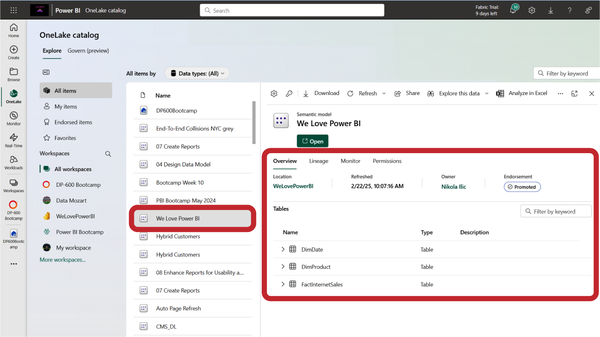 Power BI OneLake catalog
Search
Fabric Trial:
9 days left
Home
Create
Browse
OneLake
Monitor
Real-Time
Workloads
Workspaces
DP-600
Bootcamp
DP600Bootc
amp
OneLake catalog
Explore Govern (preview)
All items
My items
Endorsed items
Favorites
Workspaces
All workspaces
DP-600 Bootcamp
Data Mozart
WeLovePowerBI
Power BI Bootcamp
My workspace
More workspaces...
All items by
Data types: (All)
Filter by keyword
Name
DP600Bootcamp
End-To-End Collisions NYC grey
07 Create Reports
04 Design Data Model
Bootcamp Week 10
PBI Bootcamp May 2024
We Love Power BI
Hybrid Customers
Hybrid Customers
08 Enhance Reports for Usability a...
07 Create Reports
Auto Page Refresh
CMS_DL
Download Refresh Share Explore this data Analyze in Excel ...
Semantic model
We Love Power BI
Open
Overview Lineage Monitor Permissions
Location Refreshed Owner Endorsement
WeLovePowerBI 2/22/25, 10:07:16 AM Nikola Ilic Promoted
Tables
Filter by keyword
Name Type Description
DimDate Table
DimProduct Table
FactInternetSales Table